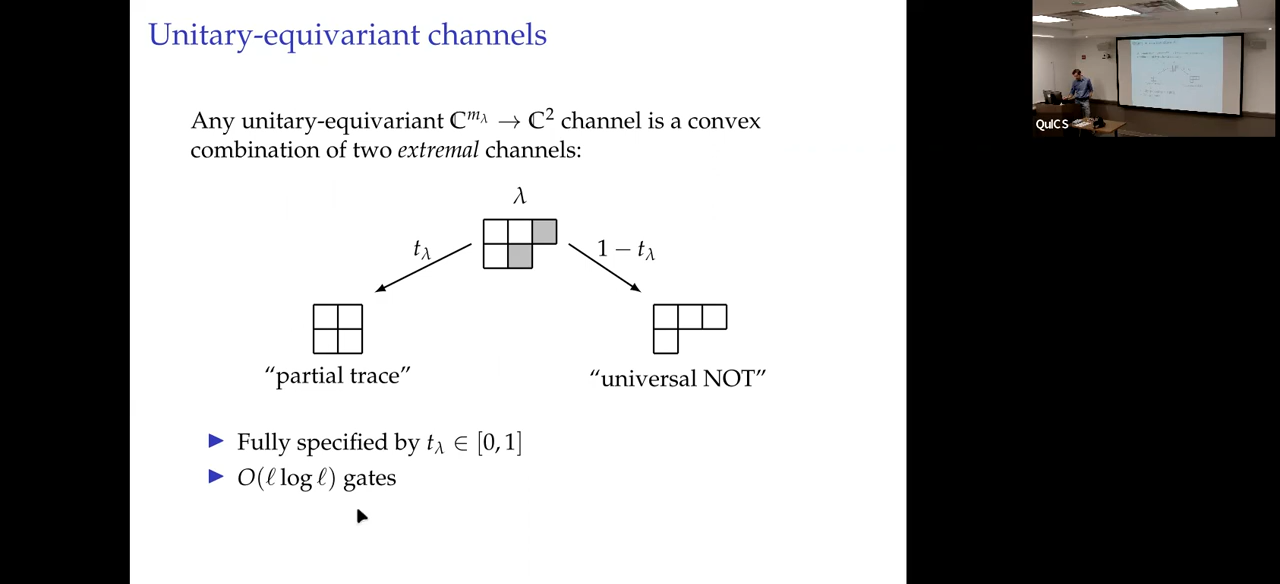 Unitary-equivariant channels
Any unitary-equivariant ℂ^{m_λ} → ℂ² channel is a convex
combination of two extremal channels:
λ
t_λ
1 − t_λ
"partial trace"
"universal NOT"
▶ Fully specified by t_λ ∈ [0, 1]
▶ O(ℓ log ℓ) gates
QuICS